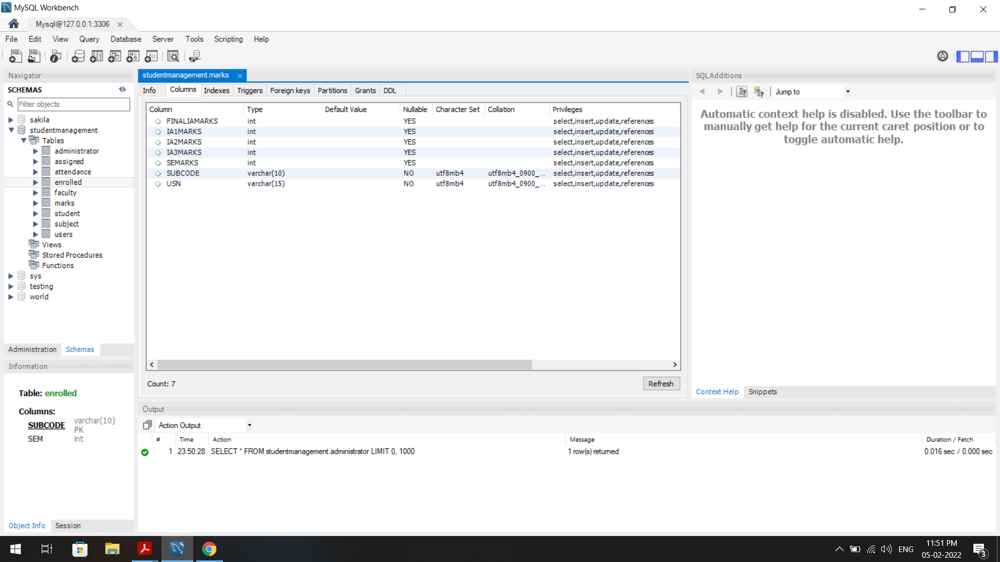 MySQL Workbench
Mysql@127.0.0.1:3306
File Edit View Query Database Server Tools Scripting Help
Navigator
SCHEMAS
Filter objects
sakila
studentmanagement
Tables
administrator
assigned
attendance
enrolled
faculty
marks
student
subject
users
Views
Stored Procedures
Functions
sys
testing
world
Administration Schemas
Information
Table: enrolled
Columns:
SUBCODE varchar(10)
PK
SEM int
Object Info Session
studentmanagement.marks
Info Columns Indexes Triggers Foreign keys Partitions Grants DDL
Column Type Default Value Nullable Character Set Collation Privileges
FINALIAMARKS int YES select,insert,update,references
IA1MARKS int YES select,insert,update,references
IA2MARKS int YES select,insert,update,references
IA3MARKS int YES select,insert,update,references
SEMARKS int YES select,insert,update,references
SUBCODE varchar(10) NO utf8mb4 utf8mb4_0900_... select,insert,update,references
USN varchar(15) NO utf8mb4 utf8mb4_0900_... select,insert,update,references
Count: 7
Refresh
SQLAdditions
Jump to
Automatic context help is disabled. Use the toolbar to
manually get help for the current caret position or to
toggle automatic help.
Context Help Snippets
Output
Action Output
# Time Action Message Duration / Fetch
1 23:50:28 SELECT * FROM studentmanagement.administrator LIMIT 0, 1000 1 row(s) returned 0.016 sec / 0.000 sec
ENG
11:51 PM
05-02-2022
3